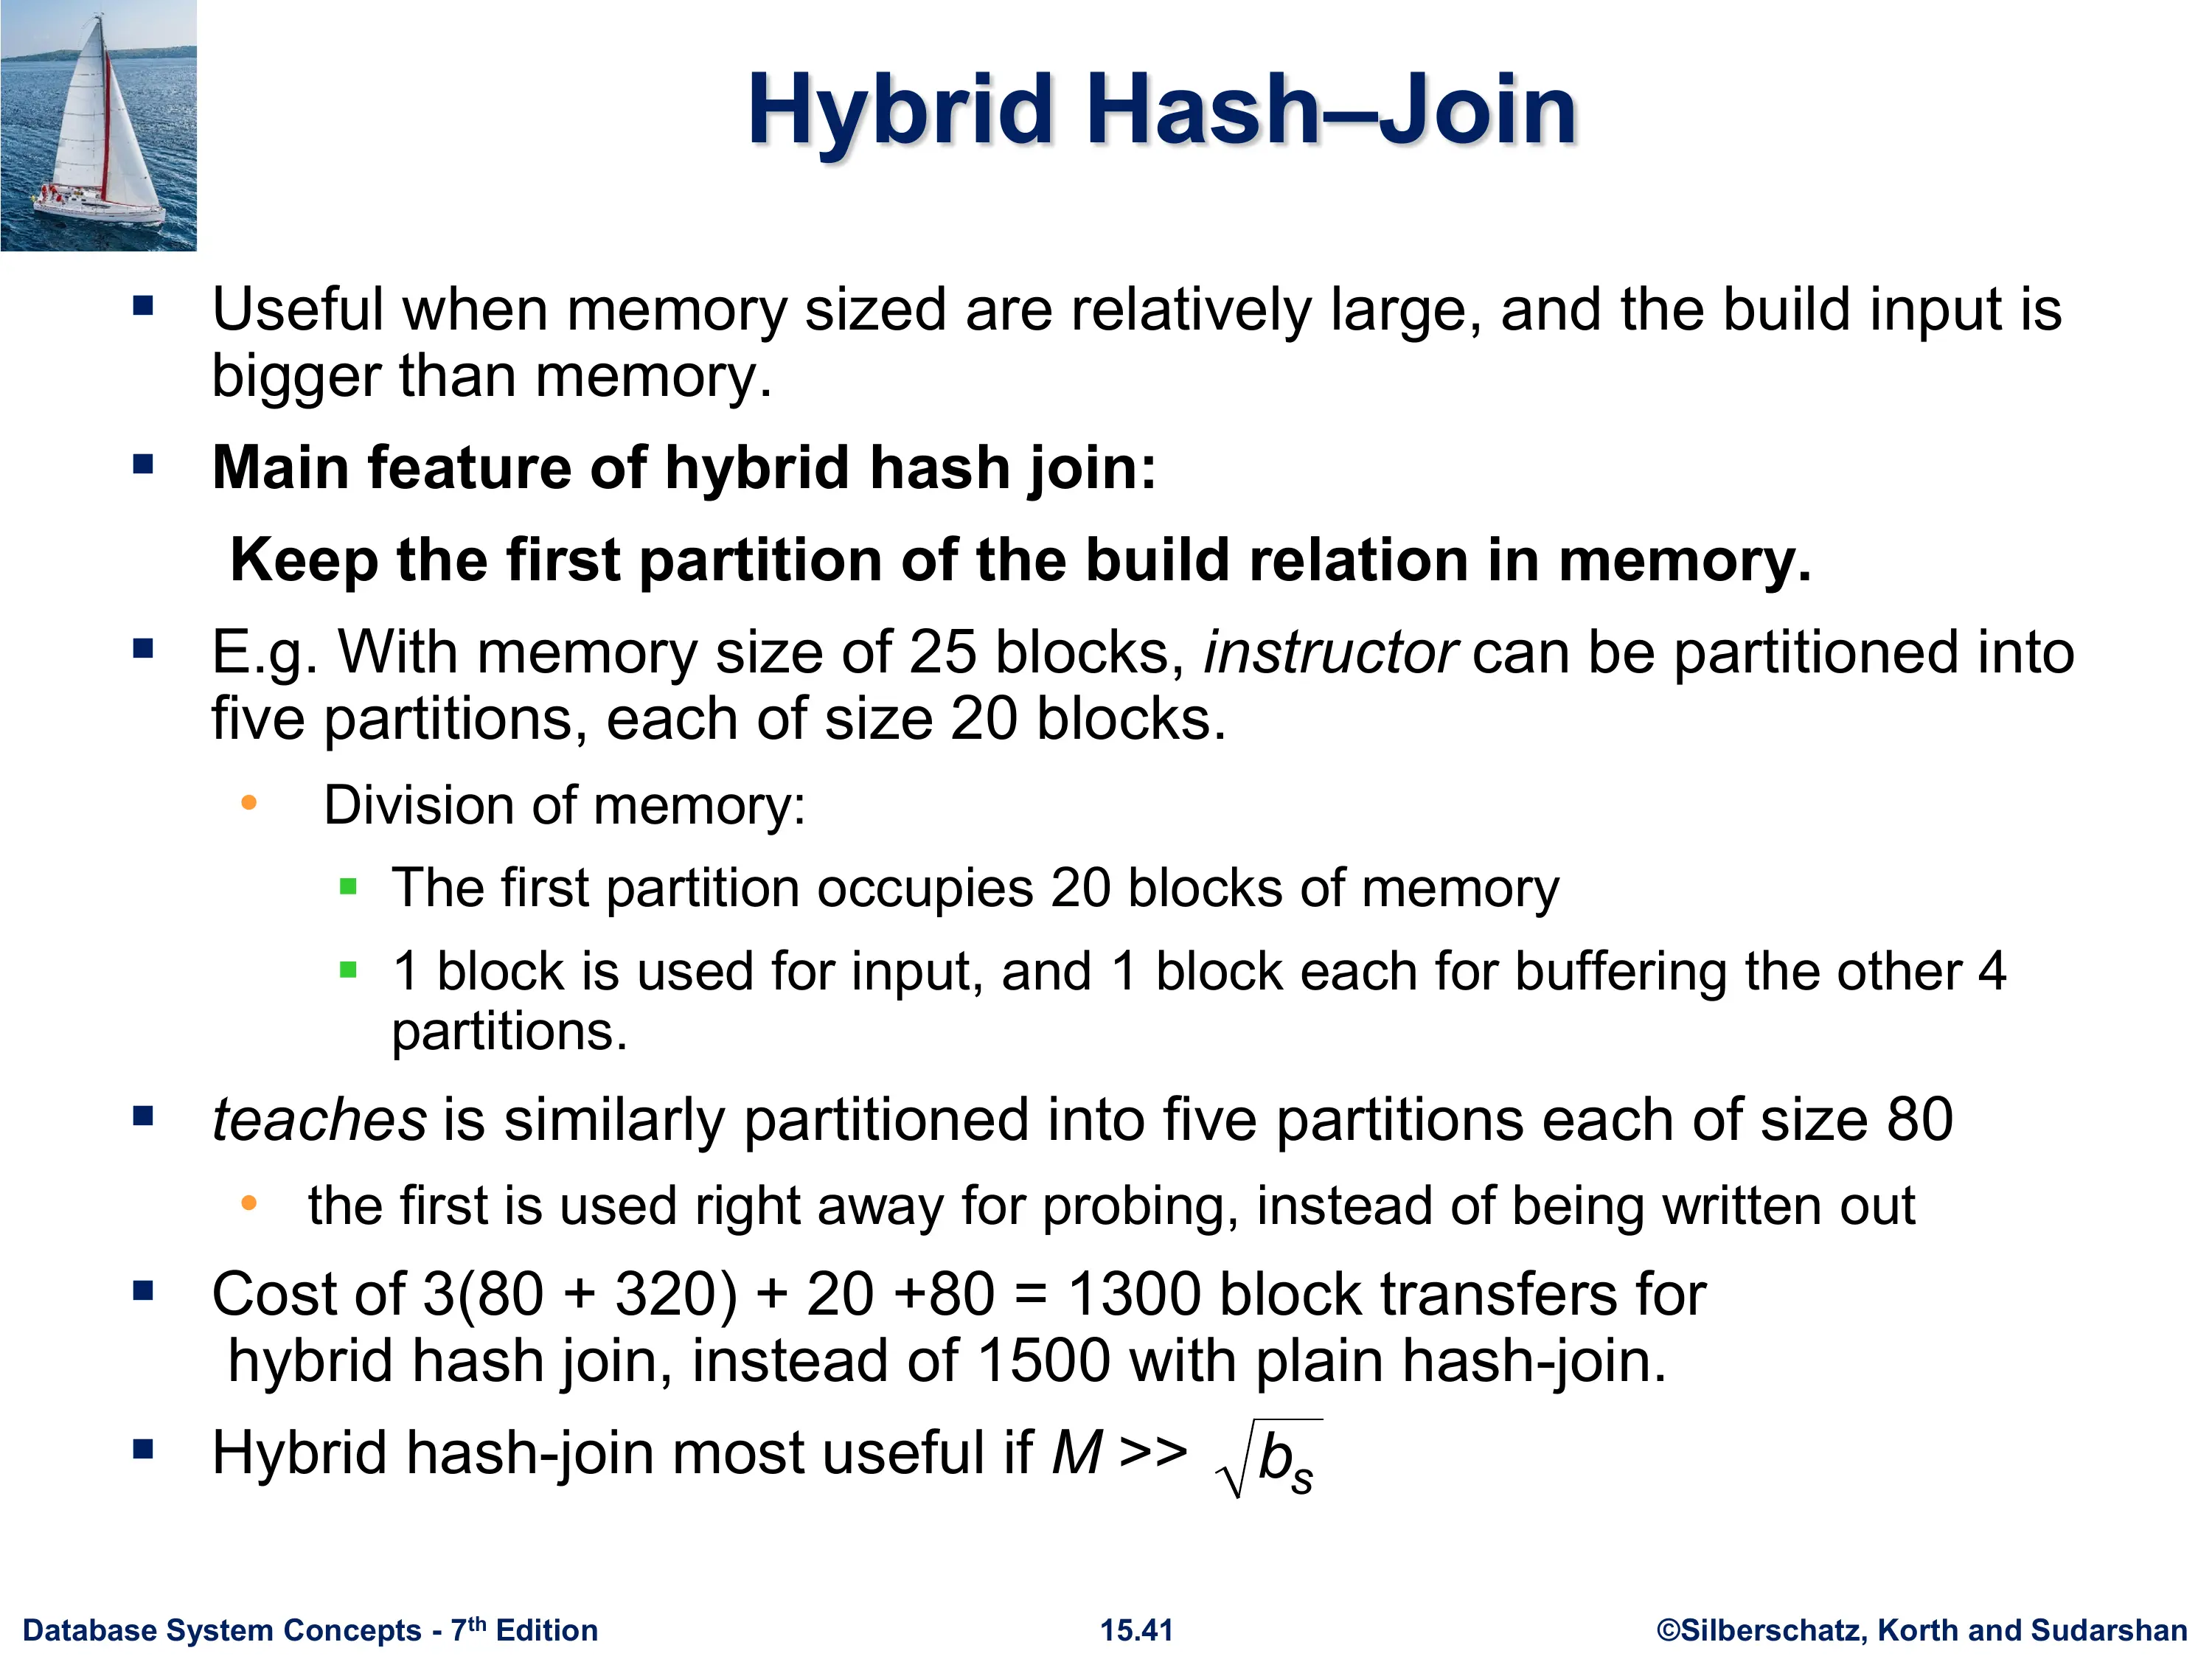 Hybrid Hash–Join
▪ Useful when memory sized are relatively large, and the build input is
bigger than memory.
▪ Main feature of hybrid hash join:
Keep the first partition of the build relation in memory.
▪ E.g. With memory size of 25 blocks, instructor can be partitioned into
five partitions, each of size 20 blocks.
• Division of memory:
▪ The first partition occupies 20 blocks of memory
▪ 1 block is used for input, and 1 block each for buffering the other 4
partitions.
▪ teaches is similarly partitioned into five partitions each of size 80
• the first is used right away for probing, instead of being written out
▪ Cost of 3(80 + 320) + 20 +80 = 1300 block transfers for
hybrid hash join, instead of 1500 with plain hash-join.
▪ Hybrid hash-join most useful if M >> √bₛ
Database System Concepts - 7th Edition 15.41 ©Silberschatz, Korth and Sudarshan